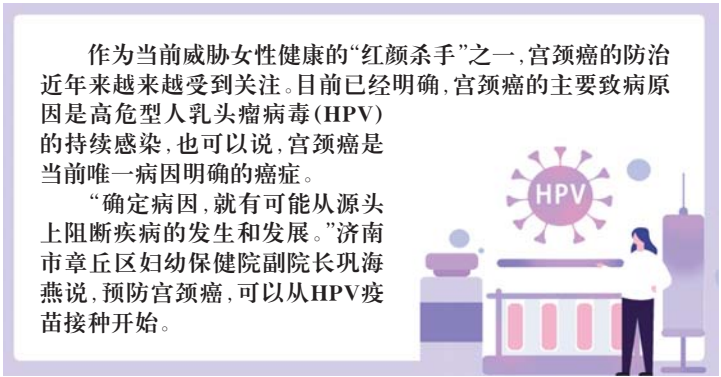 作为当前威胁女性健康的“红颜杀手”之一，宫颈癌的防治
近年来越来越受到关注。目前已经明确，宫颈癌的主要致病原
因是高危型人乳头瘤病毒（HPV）
的持续感染，也可以说，宫颈癌是
当前唯一病因明确的癌症。
“确定病因，就有可能从源头
上阻断疾病的发生和发展。”济南
市章丘区妇幼保健院副院长巩海
燕说，预防宫颈癌，可以从HPV疫
苗接种开始。
HPV